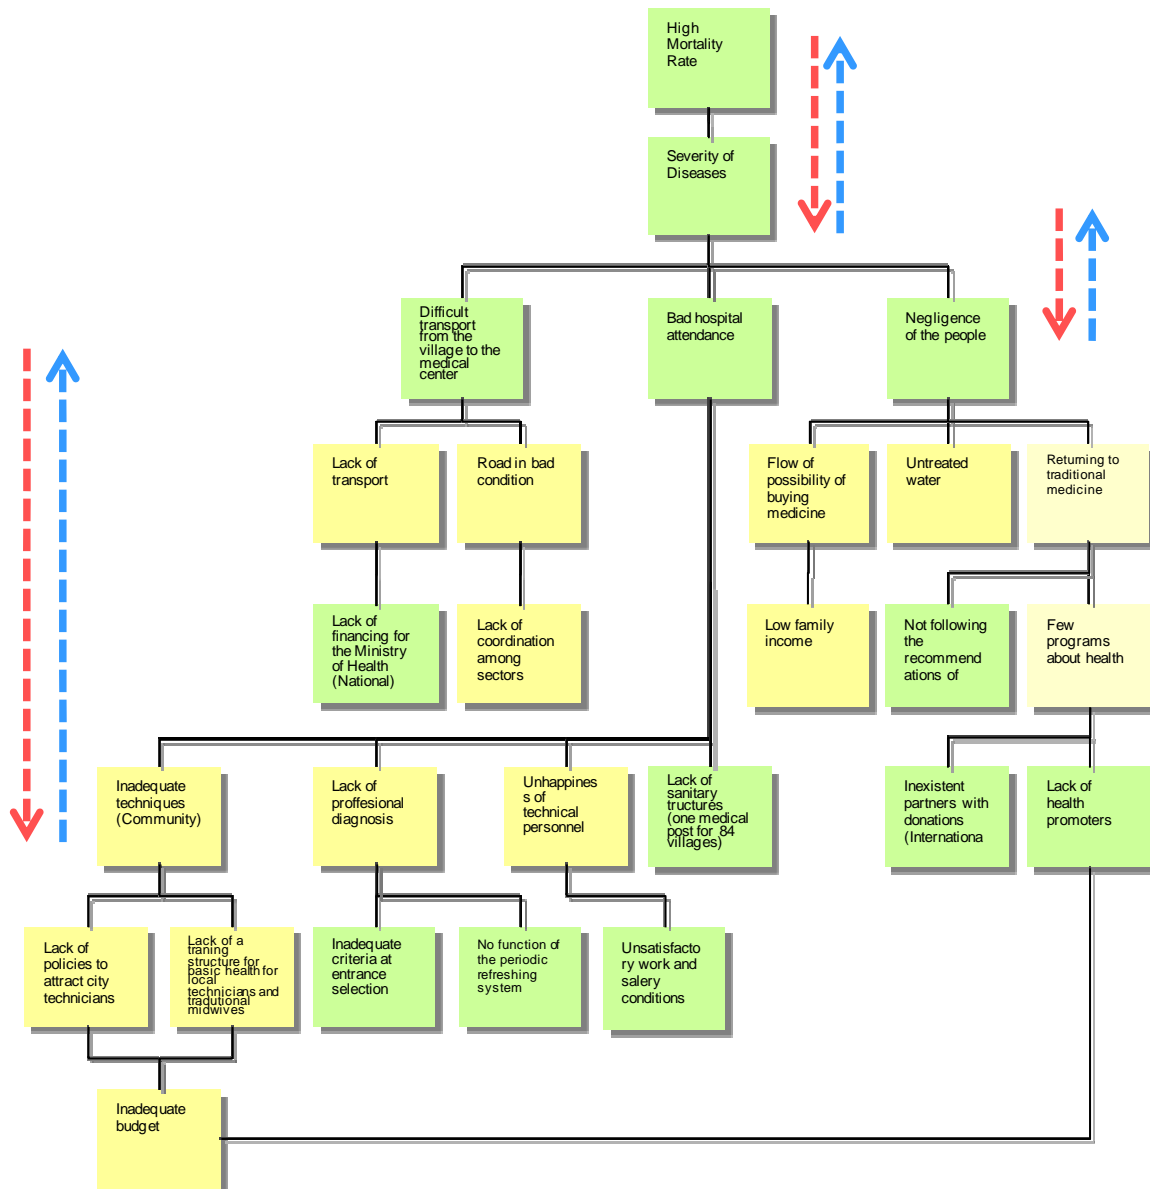 High
Mortality
Rate
Severity of
Diseases
Difficult
transport
from the
village to the
medical
center
Bad hospital
attendance
Negligence
of the people
Lack of
transport
Road in bad
condition
Flow of
possibility of
buying
medicine
Untreated
water
Returning to
traditional
medicine
Lack of
financing for
the Ministry
of Health
(National)
Lack of
coordination
among
sectors
Low family
income
Not following
the
recommend
ations of
Few
programs
about health
Inadequate
techniques
(Community)
Lack of
proffesional
diagnosis
Unhappines
s of
technical
personnel
Lack of
sanitary
tructures
(one medical
post for 84
villages)
Inexistent
partners with
donations
(Internationa
Lack of
health
promoters
Lack of
policies to
attract city
technicians
Lack of a
traning
structure for
basic health for
local
technicians and
tradutional
midwives
Inadequate
criteria at
entrance
selection
No function of
the periodic
refreshing
system
Unsatisfacto
ry work and
salery
conditions
Inadequate
budget